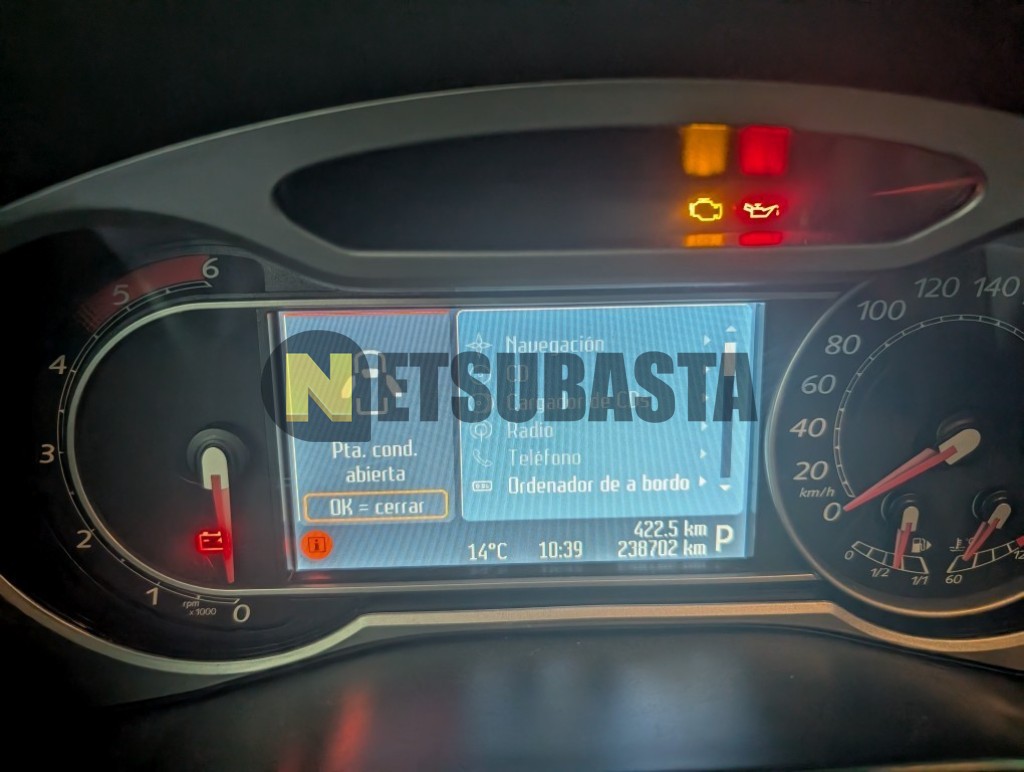 6
5
4
3
2
1
0
rpm
x1000
NETSUBASTA
Pta. cond.
abierta
OK = cerrar
Navegación
CD
Cargador de CDs
Radio
Teléfono
Ordenador de a bordo
14°C 10:39
422.5 km
238702 km
P
140
120
100
80
60
40
20
km/h
0
0
1/2
1/1
60